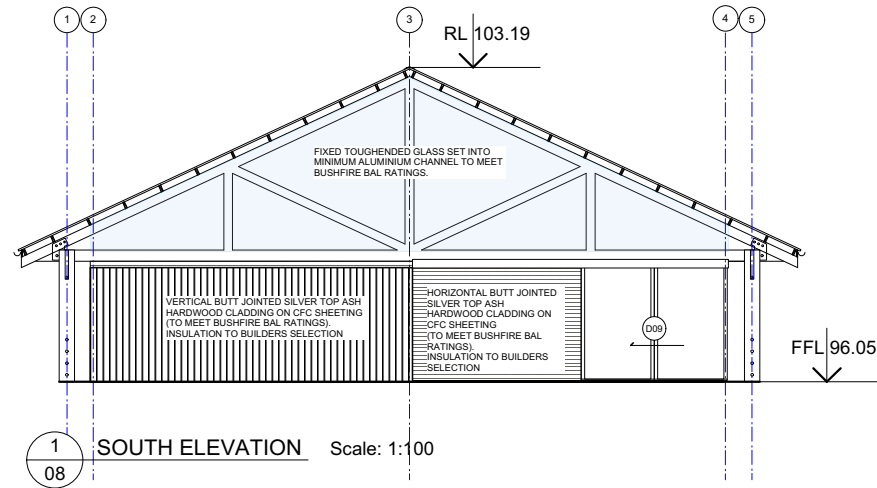 1 2 3 4 5
RL 103.19
FIXED TOUGHENDED GLASS SET INTO
MINIMUM ALUMINIUM CHANNEL TO MEET
BUSHFIRE BAL RATINGS.
VERTICAL BUTT JOINTED SILVER TOP ASH
HARDWOOD CLADDING ON CFC SHEETING
(TO MEET BUSHFIRE BAL RATINGS).
INSULATION TO BUILDERS SELECTION
HORIZONTAL BUTT JOINTED
SILVER TOP ASH
HARDWOOD CLADDING ON
CFC SHEETING
(TO MEET BUSHFIRE BAL
RATINGS).
INSULATION TO BUILDERS
SELECTION
D09
FFL 96.05
1
08
SOUTH ELEVATION Scale: 1:100